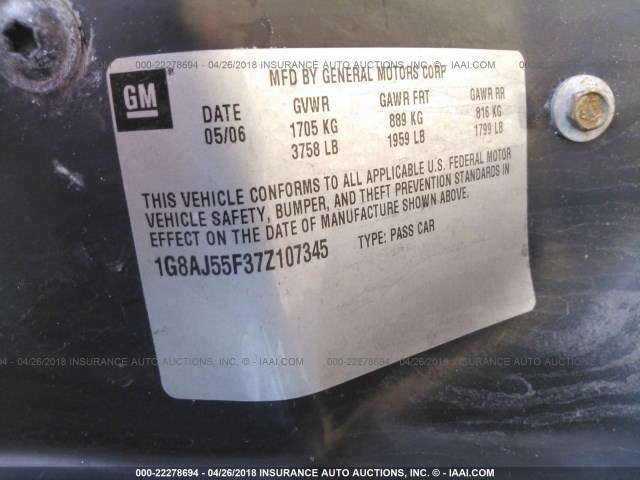 000-22278694 - 04/26/2018 INSURANCE AUTO AUCTIONS, INC. © - IAAI.COM
MFD BY GENERAL MOTORS CORP
GM
DATE GVWR GAWR FRT GAWR RR
05/06 1705 KG 889 KG 816 KG
3758 LB 1959 LB 1799 LB
THIS VEHICLE CONFORMS TO ALL APPLICABLE U.S. FEDERAL MOTOR
VEHICLE SAFETY, BUMPER, AND THEFT PREVENTION STANDARDS IN
EFFECT ON THE DATE OF MANUFACTURE SHOWN ABOVE.
1G8AJ55F37Z107345 TYPE: PASS CAR
000-22278694 - 04/26/2018 INSURANCE AUTO AUCTIONS, INC. © - IAAI.COM
000-22278694 - 04/26/2018 INSURANCE AUTO AUCTIONS, INC. © - IAAI.COM